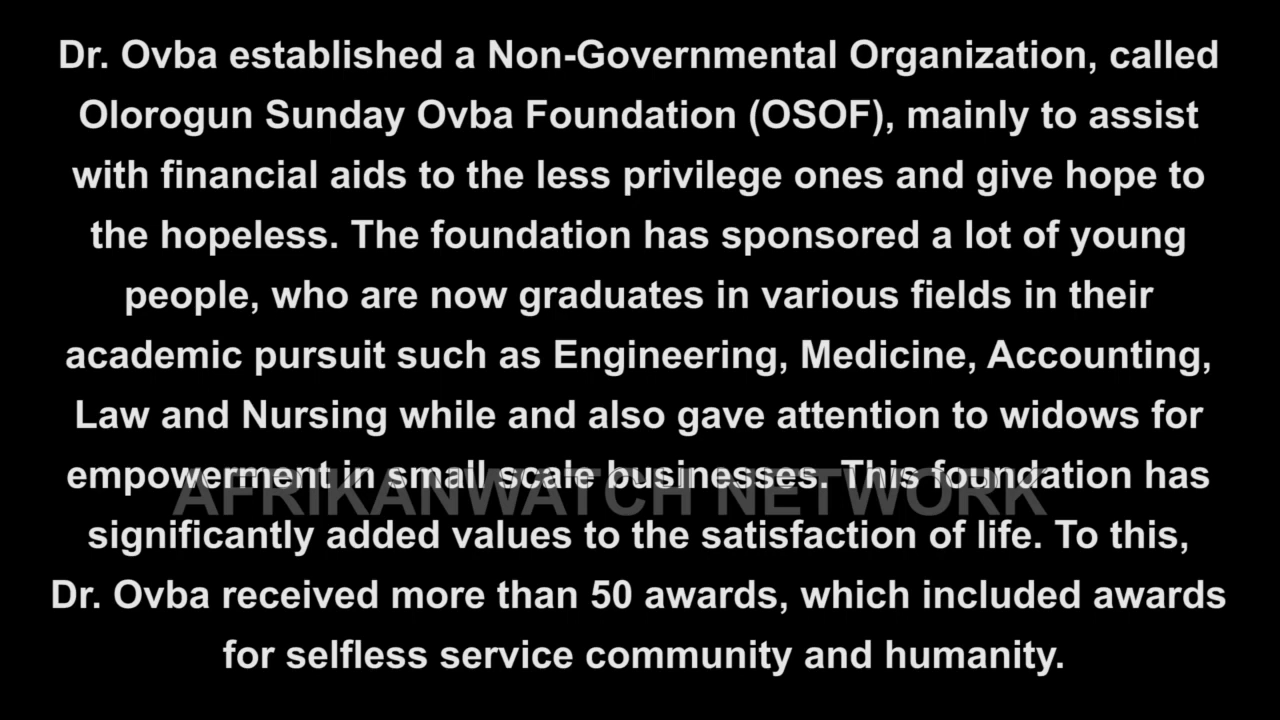 Dr. Ovba established a Non-Governmental Organization, called
Olorogun Sunday Ovba Foundation (OSOF), mainly to assist
with financial aids to the less privilege ones and give hope to
the hopeless. The foundation has sponsored a lot of young
people, who are now graduates in various fields in their
academic pursuit such as Engineering, Medicine, Accounting,
Law and Nursing while and also gave attention to widows for
empowerment in small scale businesses. This foundation has
AFRIKANWATCH NETWORK
significantly added values to the satisfaction of life. To this,
Dr. Ovba received more than 50 awards, which included awards
for selfless service community and humanity.